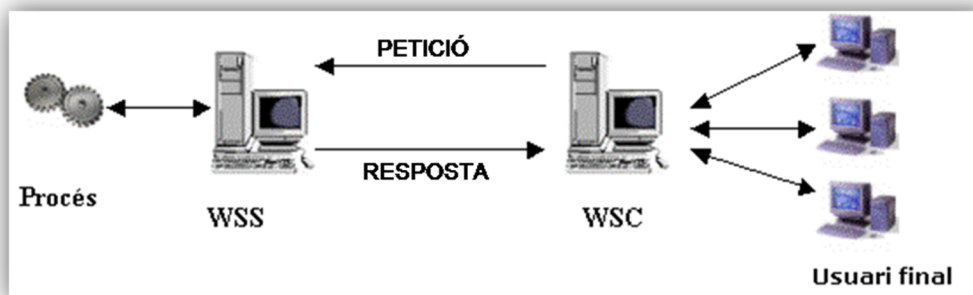 PETICIÓ
RESPOSTA
Procés
WSS
WSC
Usuari final